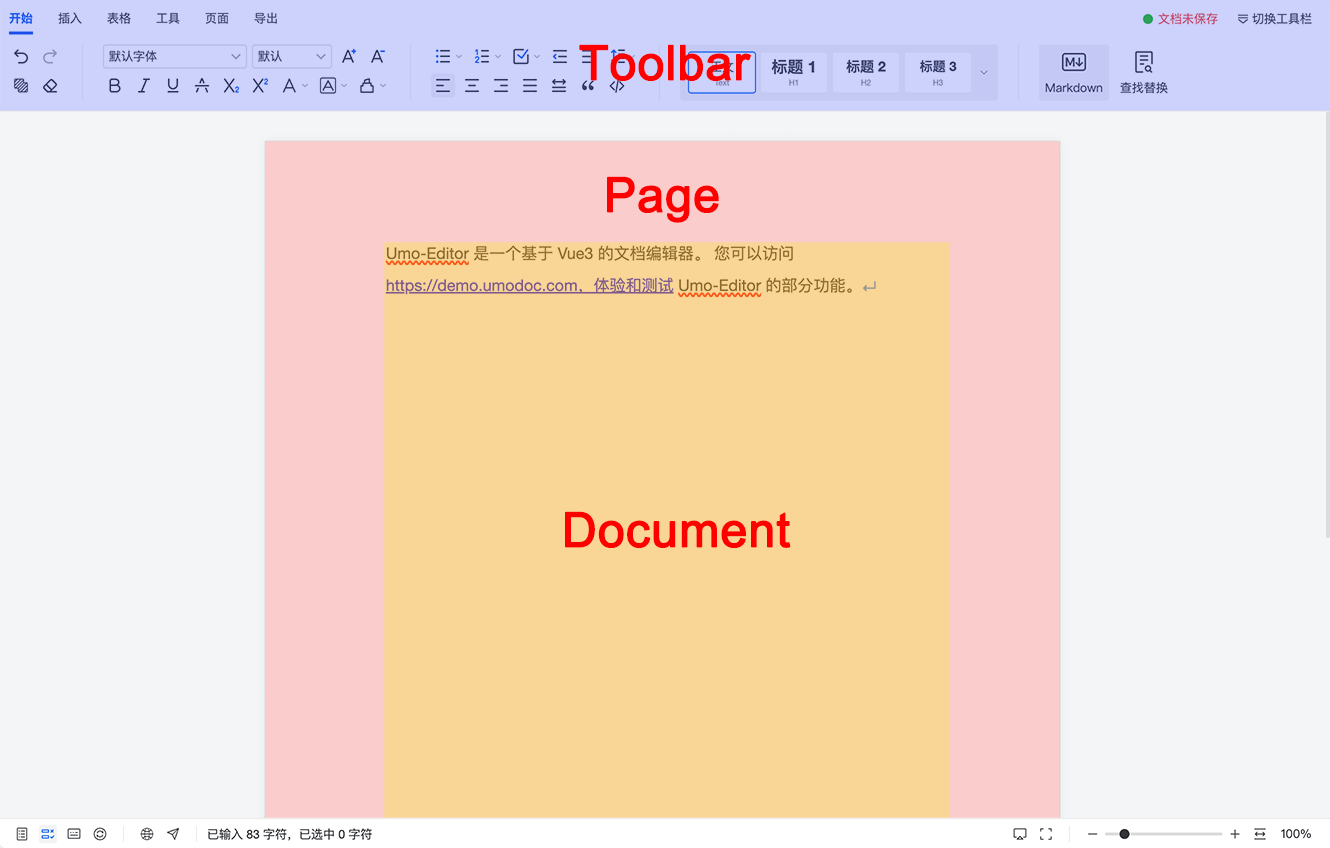 开始 插入 表格 工具 页面 导出 文档未保存 切换工具栏
默认字体 默认 Toolbar 标题 1 标题 2 标题 3
Text H1 H2 H3 Markdown 查找替换
Page
Umo-Editor 是一个基于 Vue3 的文档编辑器。 您可以访问
https://demo.umodoc.com，体验和测试 Umo-Editor 的部分功能。
Document
已输入 83 字符，已选中 0 字符 100%